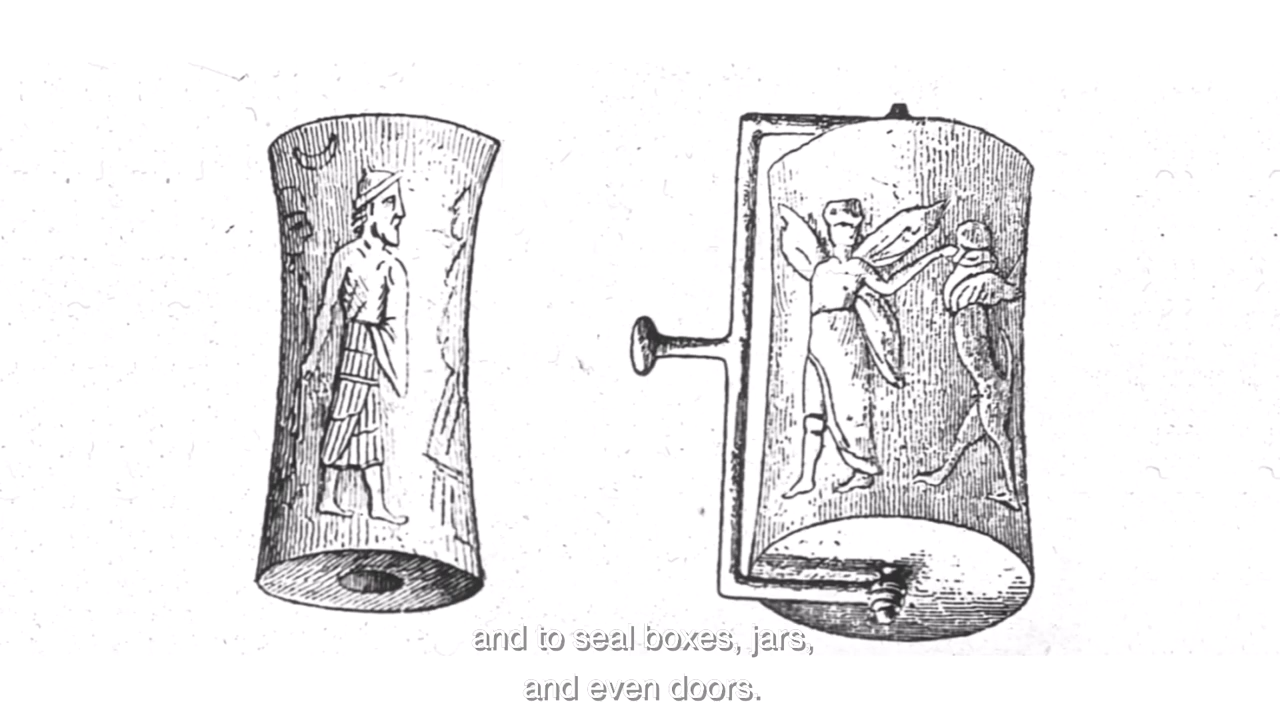 and to seal boxes, jars,
and even doors.